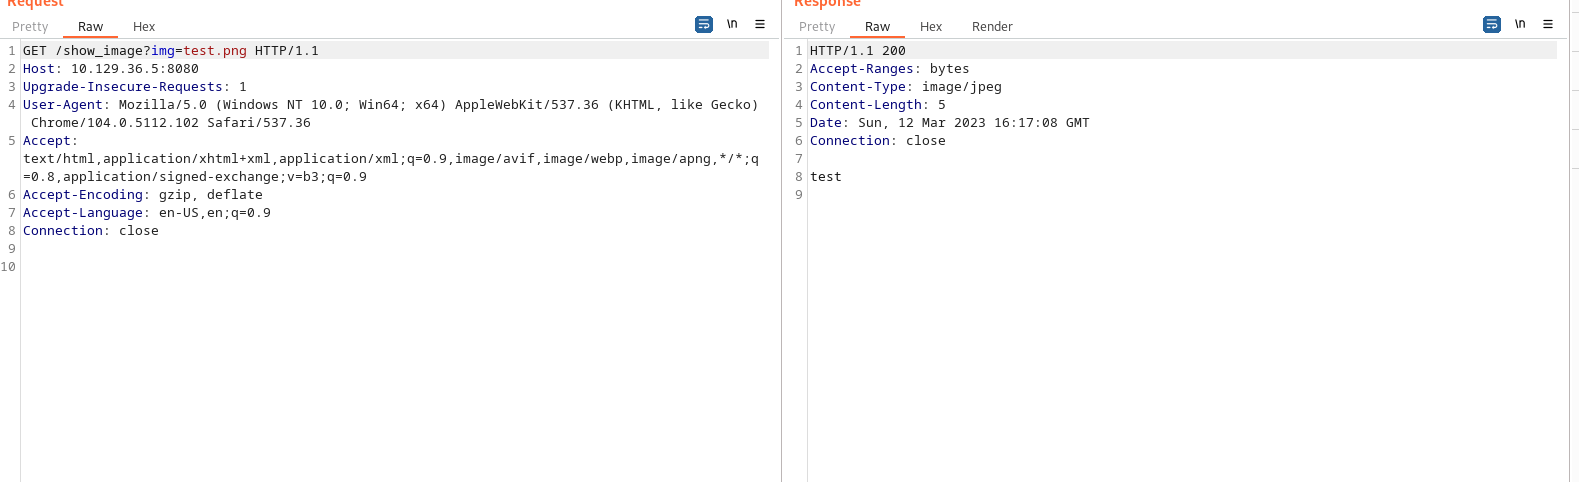 Request
Pretty Raw Hex \n
1 GET /show_image?img=test.png HTTP/1.1
2 Host: 10.129.36.5:8080
3 Upgrade-Insecure-Requests: 1
4 User-Agent: Mozilla/5.0 (Windows NT 10.0; Win64; x64) AppleWebKit/537.36 (KHTML, like Gecko)
Chrome/104.0.5112.102 Safari/537.36
5 Accept:
text/html,application/xhtml+xml,application/xml;q=0.9,image/avif,image/webp,image/apng,*/*;q
=0.8,application/signed-exchange;v=b3;q=0.9
6 Accept-Encoding: gzip, deflate
7 Accept-Language: en-US,en;q=0.9
8 Connection: close
9
10
Response
Pretty Raw Hex Render \n
1 HTTP/1.1 200
2 Accept-Ranges: bytes
3 Content-Type: image/jpeg
4 Content-Length: 5
5 Date: Sun, 12 Mar 2023 16:17:08 GMT
6 Connection: close
7
8 test
9